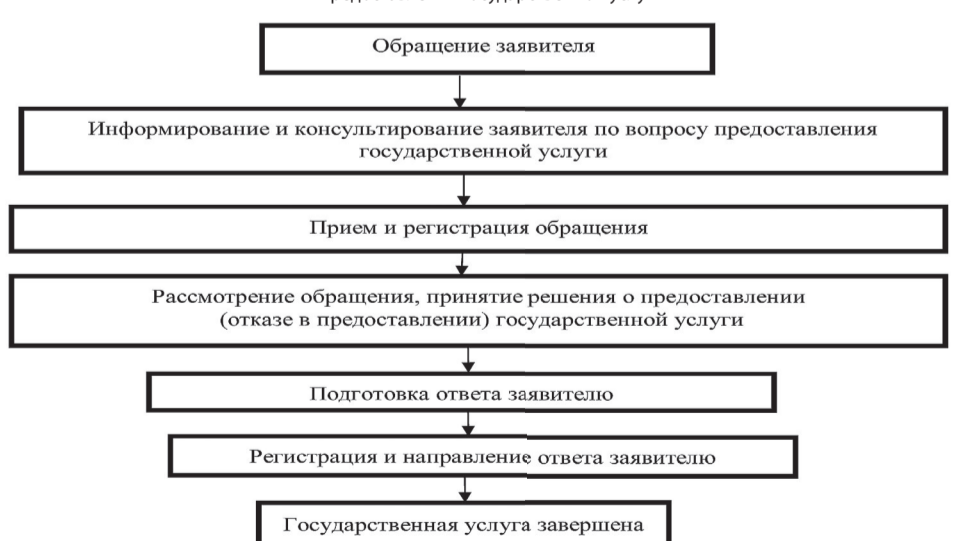 Обращение заявителя
Информирование и консультирование заявителя по вопросу предоставления
государственной услуги
Прием и регистрация обращения
Рассмотрение обращения, принятие решения о предоставлении
(отказе в предоставлении) государственной услуги
Подготовка ответа заявителю
Регистрация и направление ответа заявителю
Государственная услуга завершена